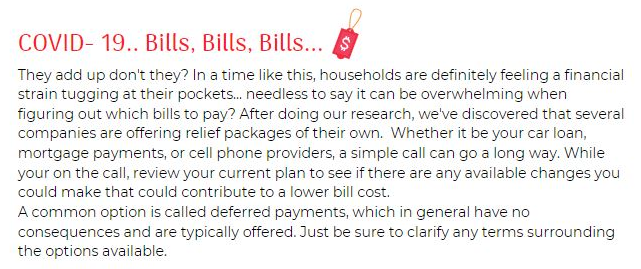 COVID- 19.. Bills, Bills, Bills... $
They add up don't they? In a time like this, households are definitely feeling a financial
strain tugging at their pockets... needless to say it can be overwhelming when
figuring out which bills to pay? After doing our research, we've discovered that several
companies are offering relief packages of their own.  Whether it be your car loan,
mortgage payments, or cell phone providers, a simple call can go a long way. While
your on the call, review your current plan to see if there are any available changes you
could make that could contribute to a lower bill cost.
A common option is called deferred payments, which in general have no
consequences and are typically offered. Just be sure to clarify any terms surrounding
the options available.